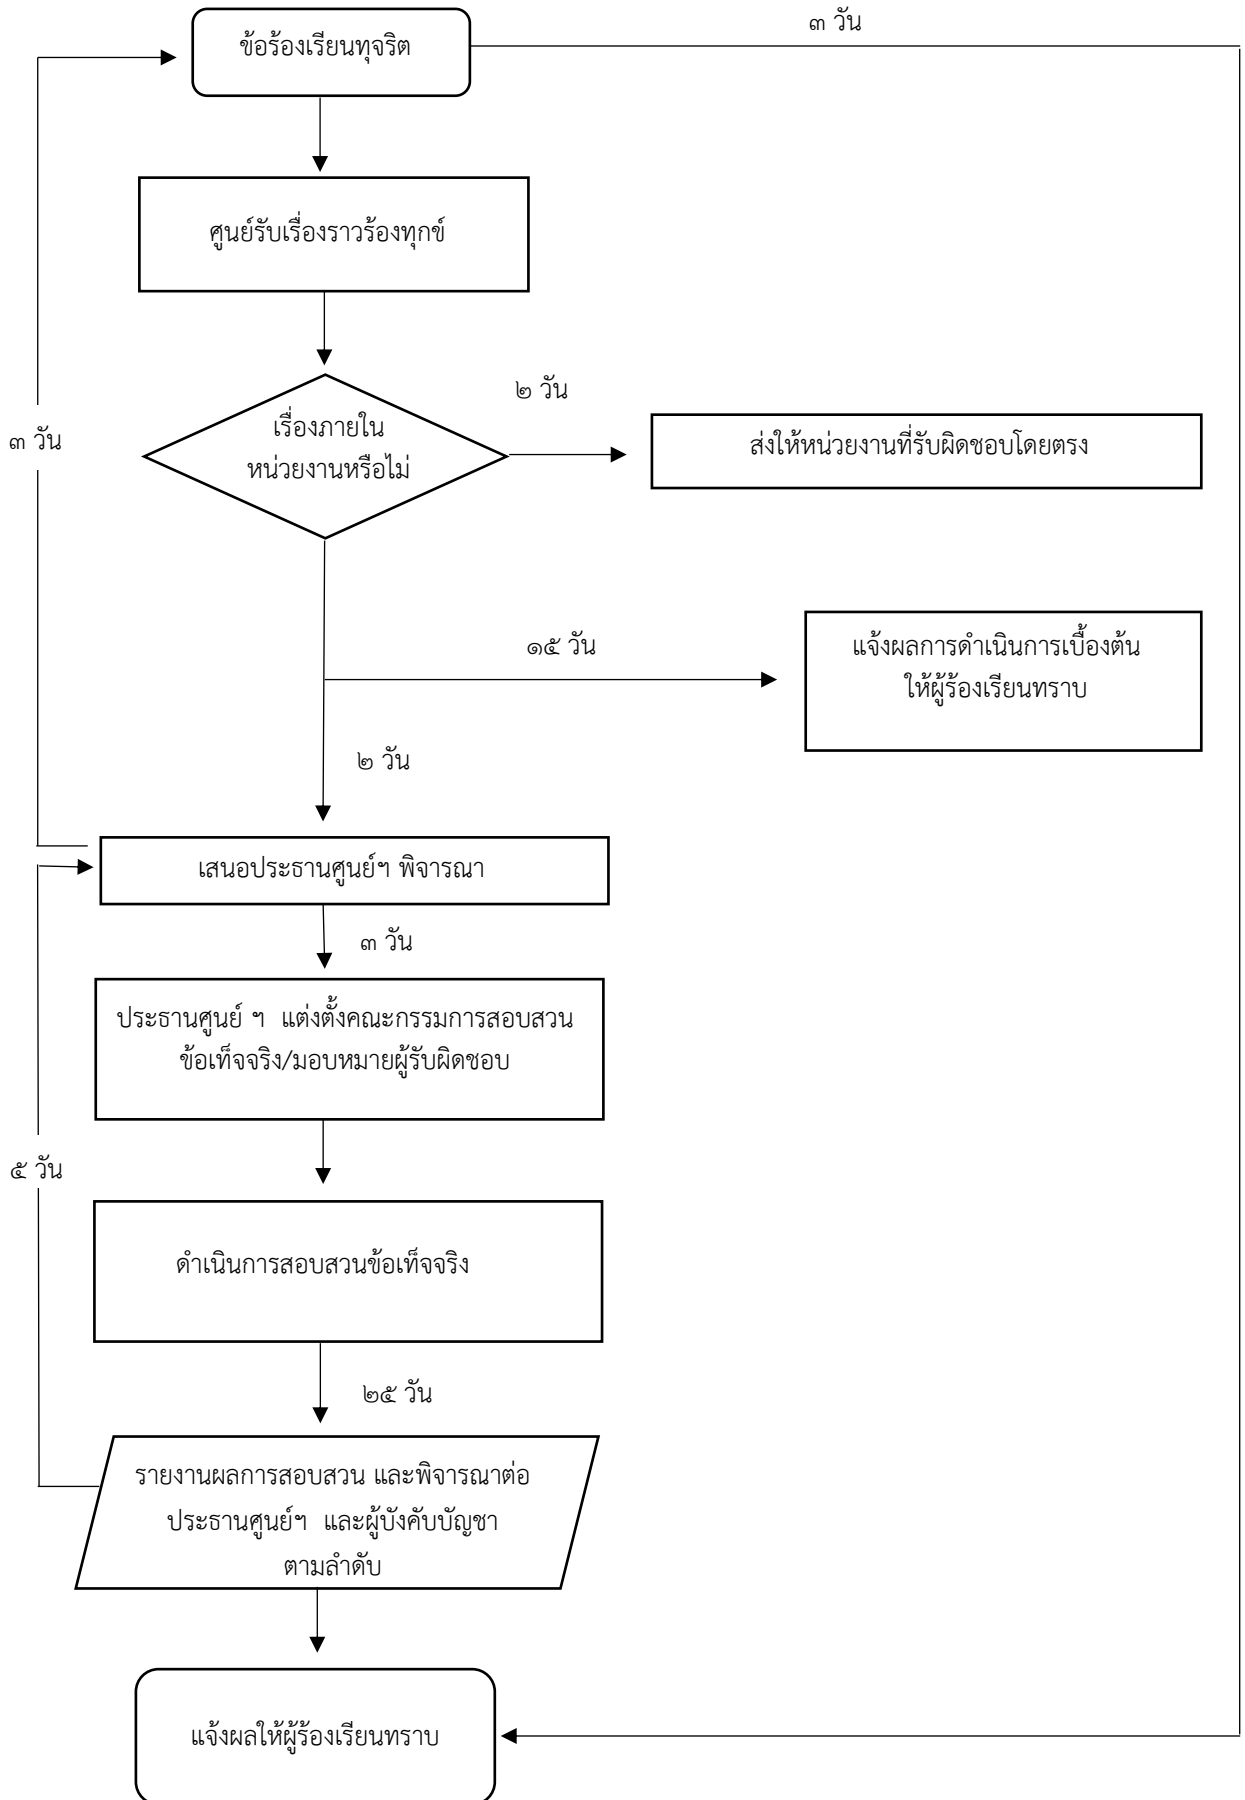 ๓ วัน
ข้อร้องเรียนทุจริต
ศูนย์รับเรื่องราวร้องทุกข์
๒ วัน
เรื่องภายใน
หน่วยงานหรือไม่
ส่งให้หน่วยงานที่รับผิดชอบโดยตรง
๓ วัน
๑๕ วัน
แจ้งผลการดำเนินการเบื้องต้น
ให้ผู้ร้องเรียนทราบ
๒ วัน
เสนอประธานศูนย์ฯ พิจารณา
๓ วัน
ประธานศูนย์ ฯ แต่งตั้งคณะกรรมการสอบสวน
ข้อเท็จจริง/มอบหมายผู้รับผิดชอบ
๕ วัน
ดำเนินการสอบสวนข้อเท็จจริง
๒๕ วัน
รายงานผลการสอบสวน และพิจารณาต่อ
ประธานศูนย์ฯ และผู้บังคับบัญชา
ตามลำดับ
แจ้งผลให้ผู้ร้องเรียนทราบ